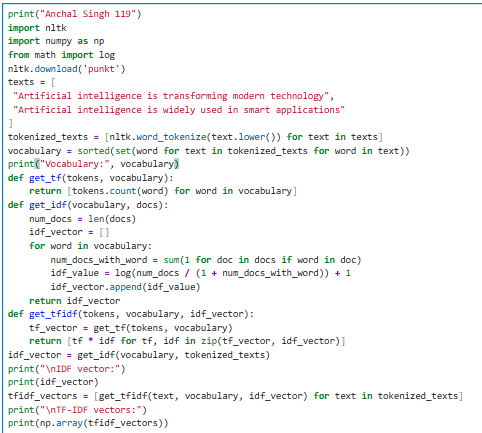 print("Anchal Singh 119")
import nltk
import numpy as np
from math import log
nltk.download('punkt')
texts = [
 "Artificial intelligence is transforming modern technology",
 "Artificial intelligence is widely used in smart applications"
]
tokenized_texts = [nltk.word_tokenize(text.lower()) for text in texts]
vocabulary = sorted(set(word for text in tokenized_texts for word in text))
print("Vocabulary:", vocabulary)
def get_tf(tokens, vocabulary):
    return [tokens.count(word) for word in vocabulary]
def get_idf(vocabulary, docs):
    num_docs = len(docs)
    idf_vector = []
    for word in vocabulary:
        num_docs_with_word = sum(1 for doc in docs if word in doc)
        idf_value = log(num_docs / (1 + num_docs_with_word)) + 1
        idf_vector.append(idf_value)
    return idf_vector
def get_tfidf(tokens, vocabulary, idf_vector):
    tf_vector = get_tf(tokens, vocabulary)
    return [tf * idf for tf, idf in zip(tf_vector, idf_vector)]
idf_vector = get_idf(vocabulary, tokenized_texts)
print("\nIDF vector:")
print(idf_vector)
tfidf_vectors = [get_tfidf(text, vocabulary, idf_vector) for text in tokenized_texts]
print("\nTF-IDF vectors:")
print(np.array(tfidf_vectors))